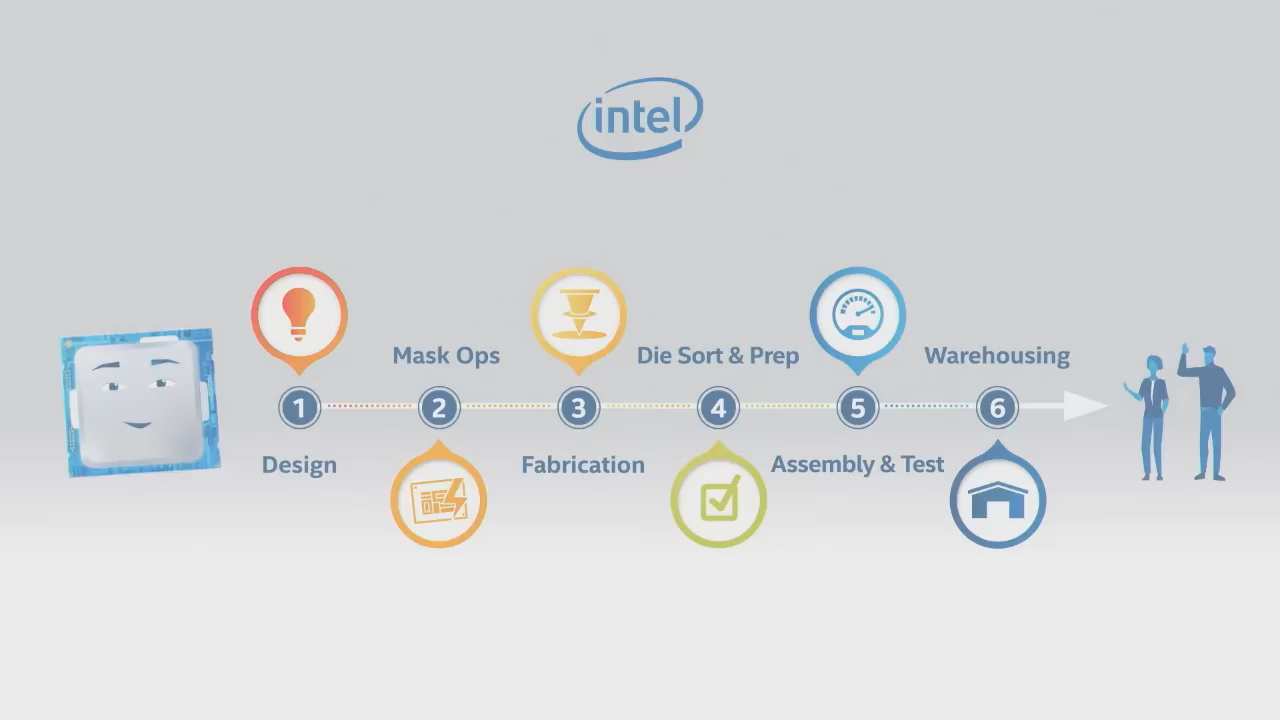 intel
Mask Ops
Die Sort & Prep
Warehousing
1
2
3
4
5
6
Design
Fabrication
Assembly & Test